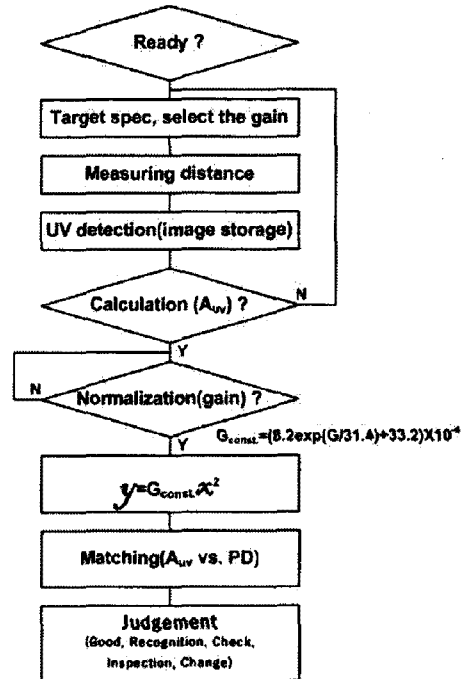 Ready ?
Target spec, select the gain
Measuring distance
UV detection(image storage)
Calculation (Auv) ?
N
Y
N
Normalization(gain) ?
Y
Gconst.=(8.2exp(G/31.4)+33.2)X10⁻⁴
y=Gconst.x²
Matching(Auv vs. PD)
Judgement
(Good, Recognition, Check,
Inspection, Change)